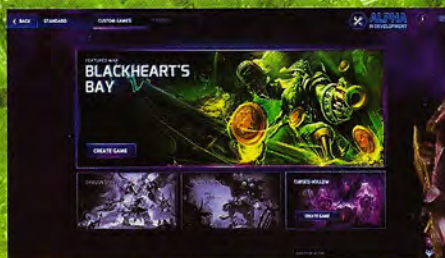 BACK STANDARD CUSTOM GAMES
ALPHA
IN DEVELOPMENT
FEATURED MAP
BLACKHEART'S
BAY
CREATE GAME
CURSED HOLLOW
CREATE GAME